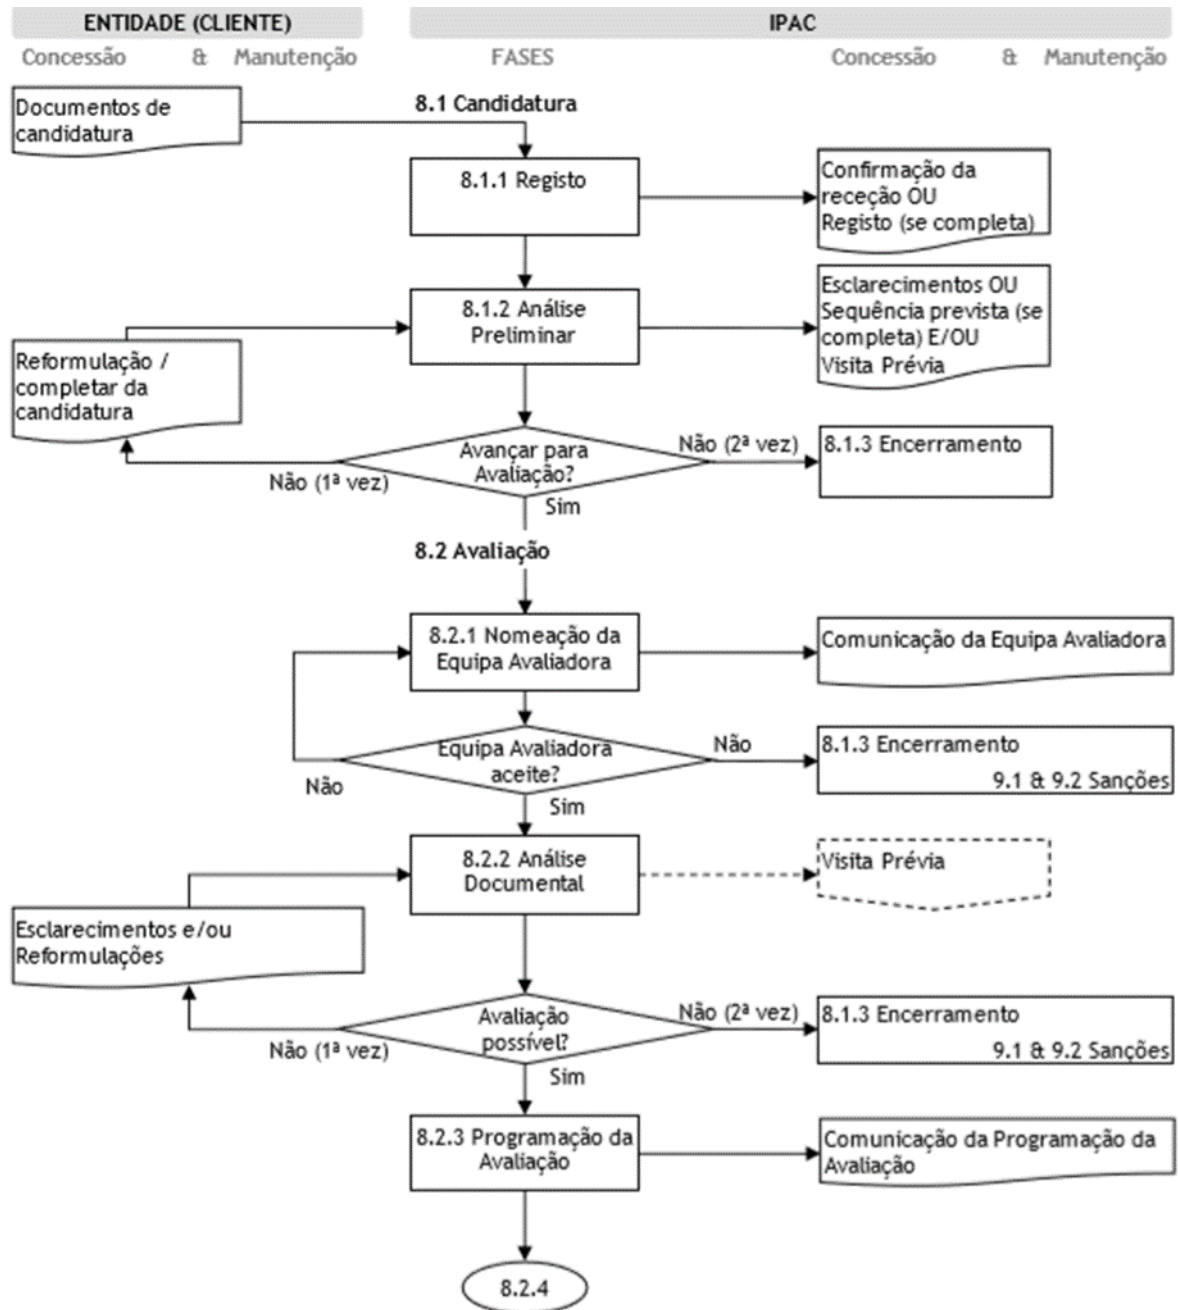 ENTIDADE (CLIENTE)
IPAC
Concessão & Manutenção
FASES
Concessão & Manutenção
Documentos de
candidatura
8.1 Candidatura
8.1.1 Registo
Confirmação da
receção OU
Registo (se completa)
8.1.2 Análise
Preliminar
Esclarecimentos OU
Sequência prevista (se
completa) E/OU
Visita Prévia
Reformulação /
completar da
candidatura
Avançar para
Avaliação?
Não (1ª vez)
Não (2ª vez)
8.1.3 Encerramento
Sim
8.2 Avaliação
8.2.1 Nomeação da
Equipa Avaliadora
Comunicação da Equipa Avaliadora
Equipa Avaliadora
aceite?
Não
Não
8.1.3 Encerramento
9.1 & 9.2 Sanções
Sim
8.2.2 Análise
Documental
Visita Prévia
Esclarecimentos e/ou
Reformulações
Avaliação
possível?
Não (1ª vez)
Não (2ª vez)
8.1.3 Encerramento
9.1 & 9.2 Sanções
Sim
8.2.3 Programação da
Avaliação
Comunicação da Programação da
Avaliação
8.2.4